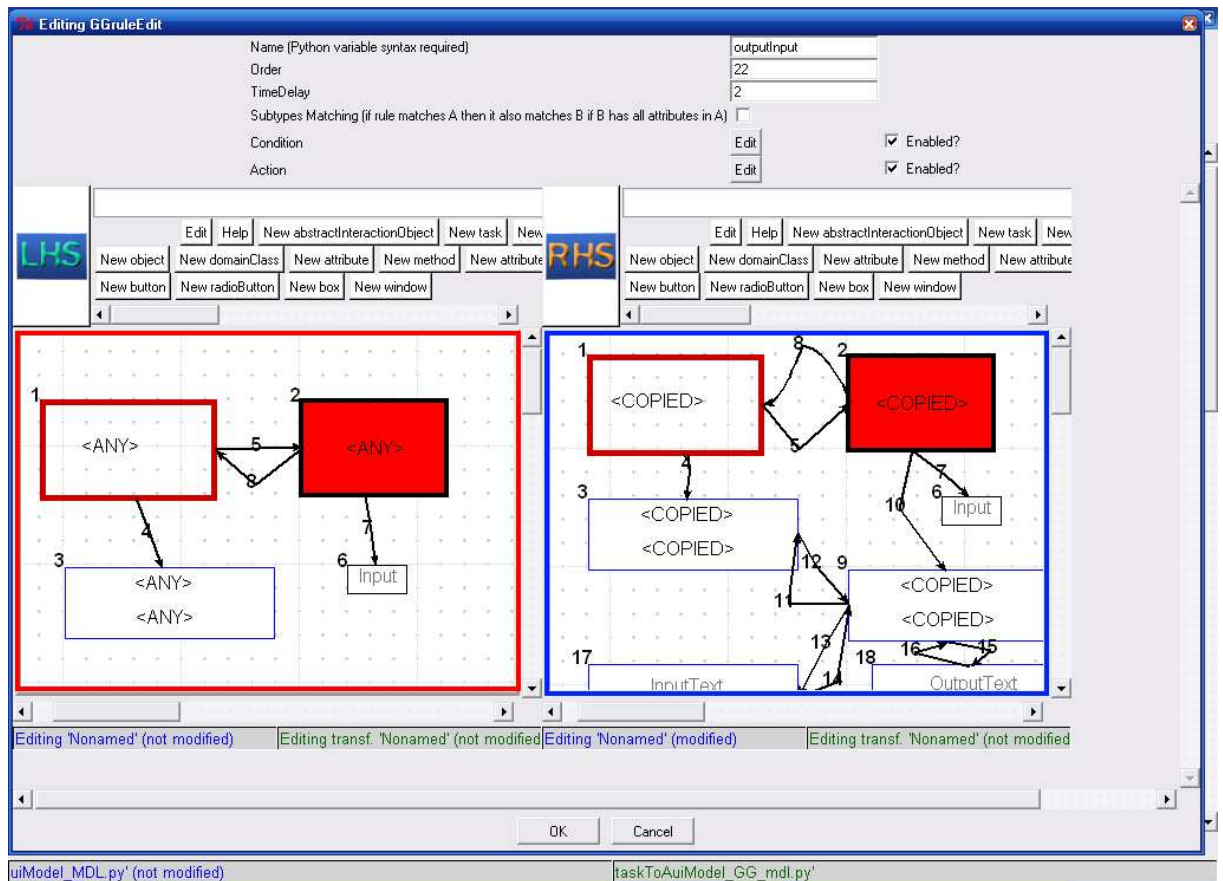 Editing GGruleEdit
Name (Python variable syntax required) outputInput
Order 22
TimeDelay 2
Subtypes Matching (if rule matches A then it also matches B if B has all attributes in A)
Condition Edit Enabled?
Action Edit Enabled?
LHS
Edit Help New abstractInteractionObject New task New
New object New domainClass New attribute New method New attribute
New button New radioButton New box New window
1
<ANY>
2
<ANY>
5
8
4
7
3
<ANY>
<ANY>
6
Input
Editing 'Nonamed' (not modified) Editing transf. 'Nonamed' (not modified
RHS
Edit Help New abstractInteractionObject New task New
New object New domainClass New attribute New method New attribute
New button New radioButton New box New window
1
<COPIED>
8
2
<COPIED>
5
4
7
3
<COPIED>
<COPIED>
6
Input
10
12
9
<COPIED>
<COPIED>
11
13
16
15
17
InputText
14
18
OutputText
Editing 'Nonamed' (modified) Editing transf. 'Nonamed' (not modified
OK Cancel
uiModel_MDL.py' (not modified) taskToAuiModel_GG_mdl.py'